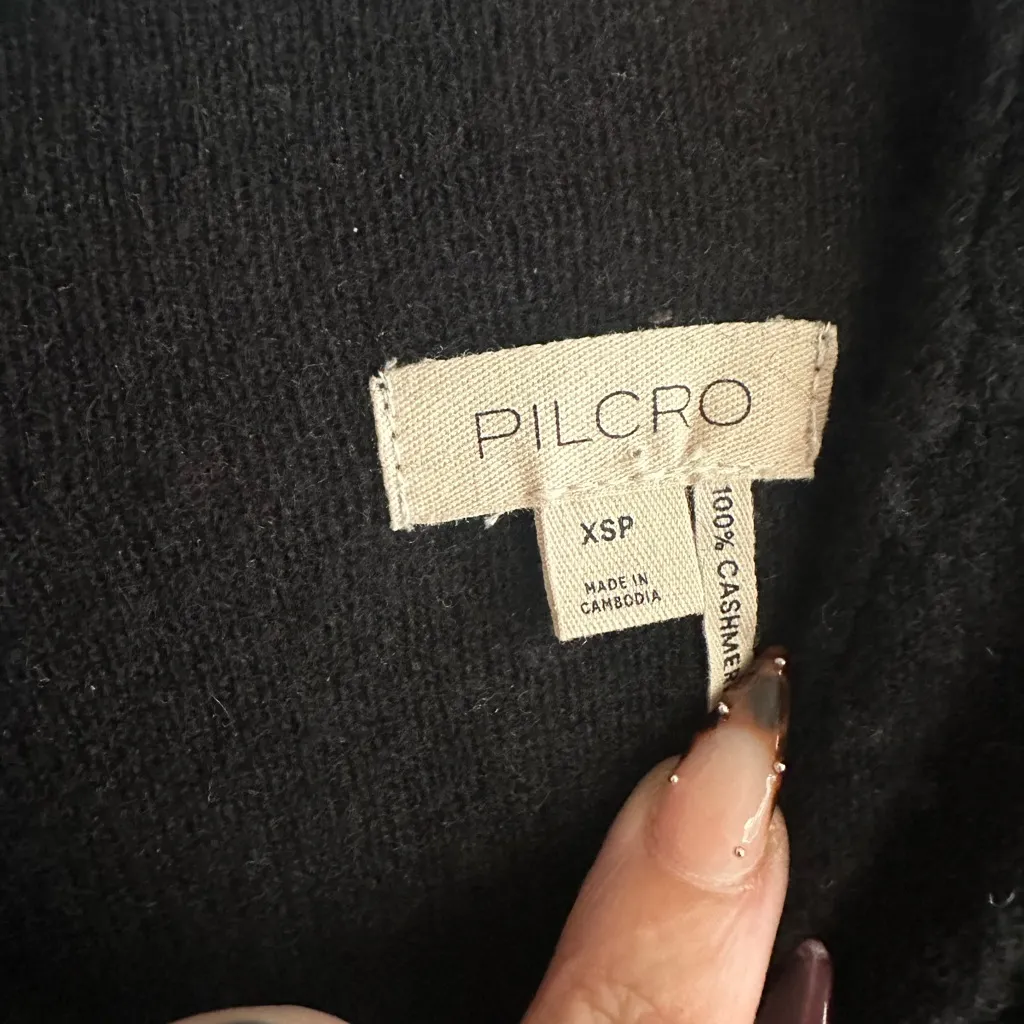 PILCRO
XSP
MADE IN
CAMBODIA
100% CASHMER